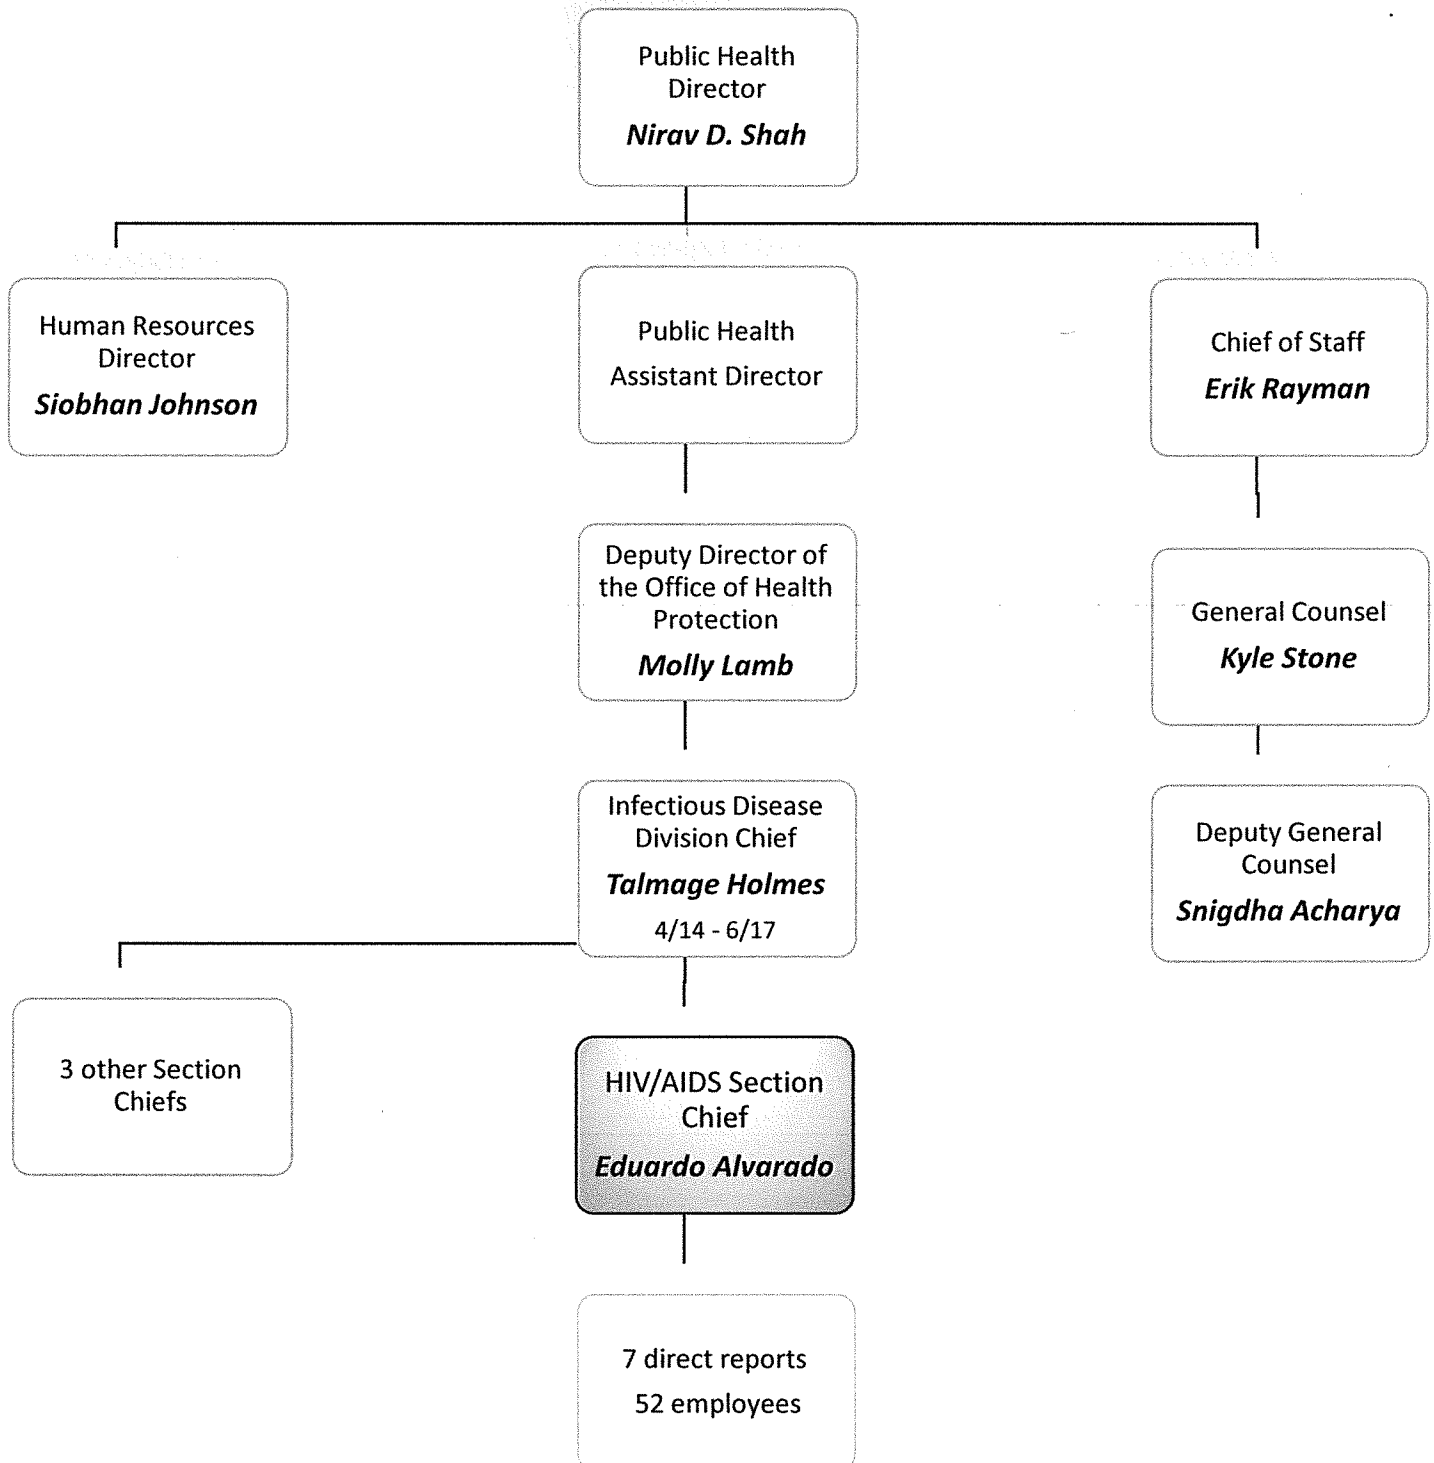 Public Health
Director
Nirav D. Shah
Human Resources
Director
Siobhan Johnson
Public Health
Assistant Director
Chief of Staff
Erik Rayman
Deputy Director of
the Office of Health
Protection
Molly Lamb
General Counsel
Kyle Stone
Infectious Disease
Division Chief
Talmage Holmes
4/14 - 6/17
Deputy General
Counsel
Snigdha Acharya
3 other Section
Chiefs
HIV/AIDS Section
Chief
Eduardo Alvarado
7 direct reports
52 employees